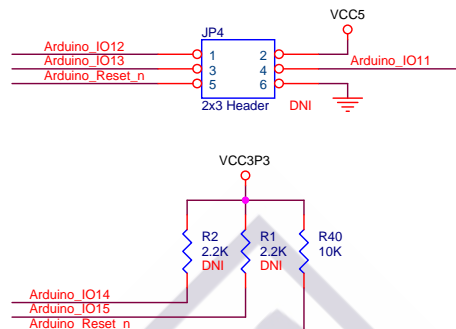 VCC5
JP4
Arduino_IO12 1 2
Arduino_IO13 3 4 Arduino_IO11
Arduino_Reset_n 5 6
2x3 Header DNI
VCC3P3
R2 R1 R40
2.2K 2.2K 10K
DNI DNI
Arduino_IO14
Arduino_IO15
Arduino_Reset_n